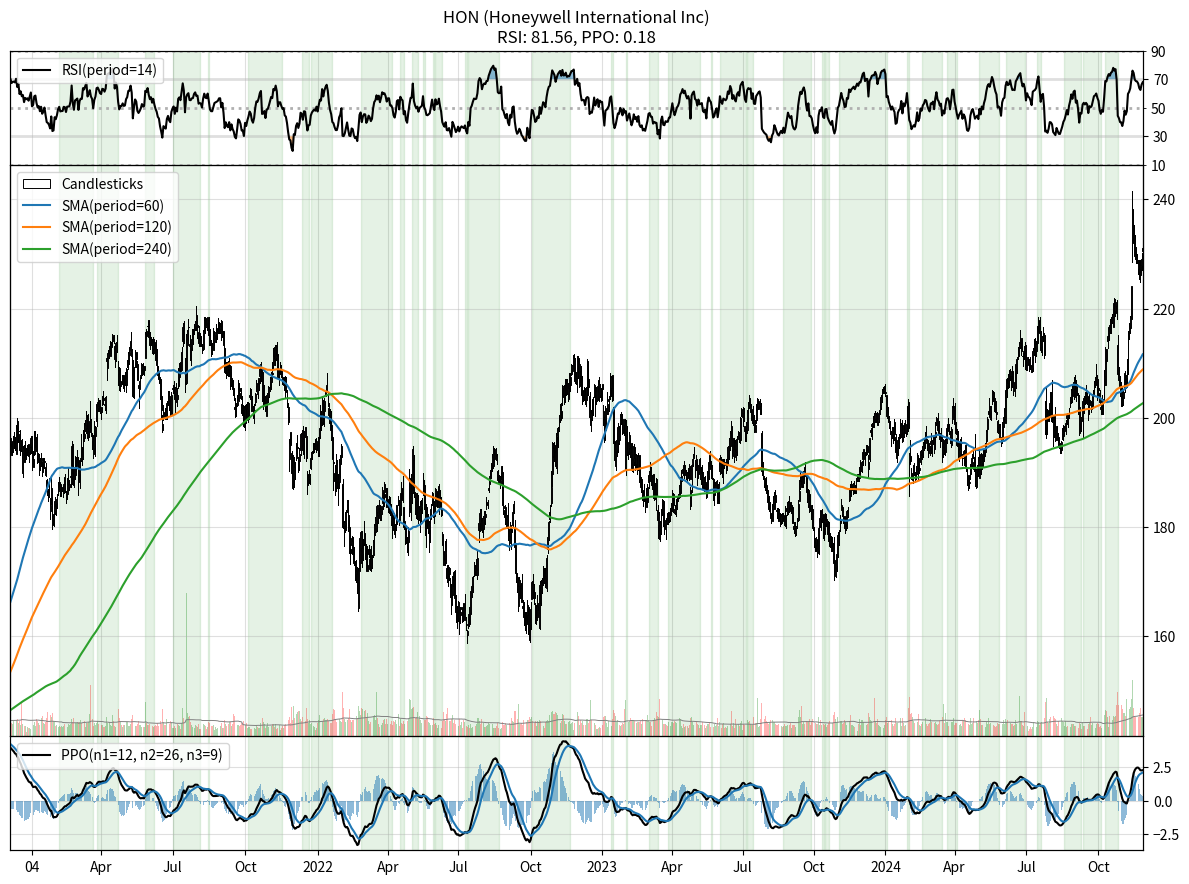 HON (Honeywell International Inc)
RSI: 81.56, PPO: 0.18
RSI(period=14)
90
70
50
30
10
Candlesticks
SMA(period=60)
SMA(period=120)
SMA(period=240)
240
220
200
180
160
PPO(n1=12, n2=26, n3=9)
2.5
0.0
−2.5
04 Apr Jul Oct 2022 Apr Jul Oct 2023 Apr Jul Oct 2024 Apr Jul Oct